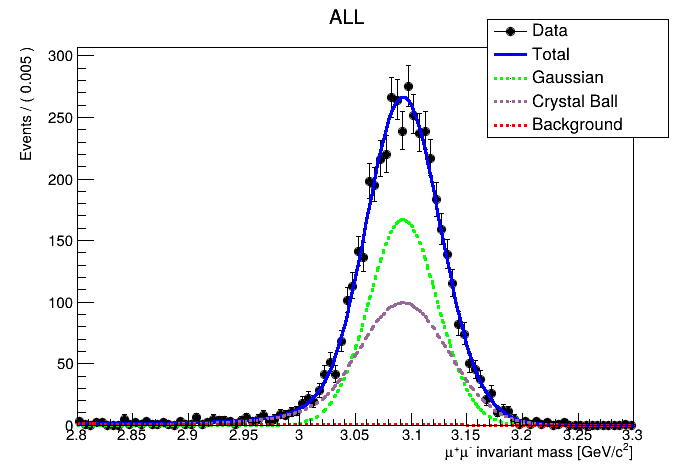 ALL
Data
Total
Gaussian
Crystal Ball
Background
Events / ( 0.005 )
300
250
200
150
100
50
0
2.8 2.85 2.9 2.95 3 3.05 3.1 3.15 3.2 3.25 3.3
μ⁺μ⁻ invariant mass [GeV/c²]